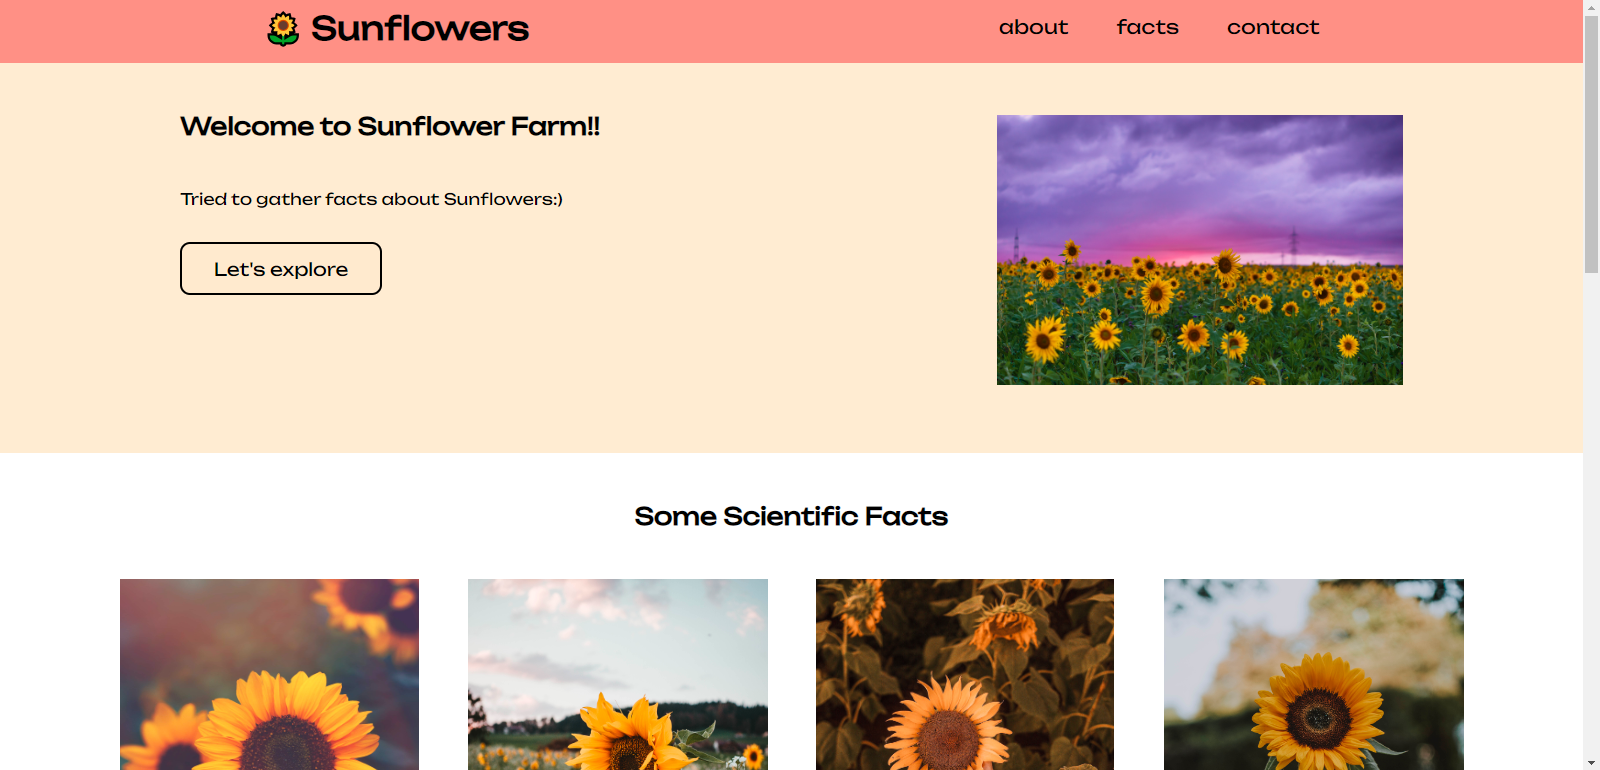 Sunflowers
about facts contact
Welcome to Sunflower Farm!!
Tried to gather facts about Sunflowers:)
Let's explore
Some Scientific Facts